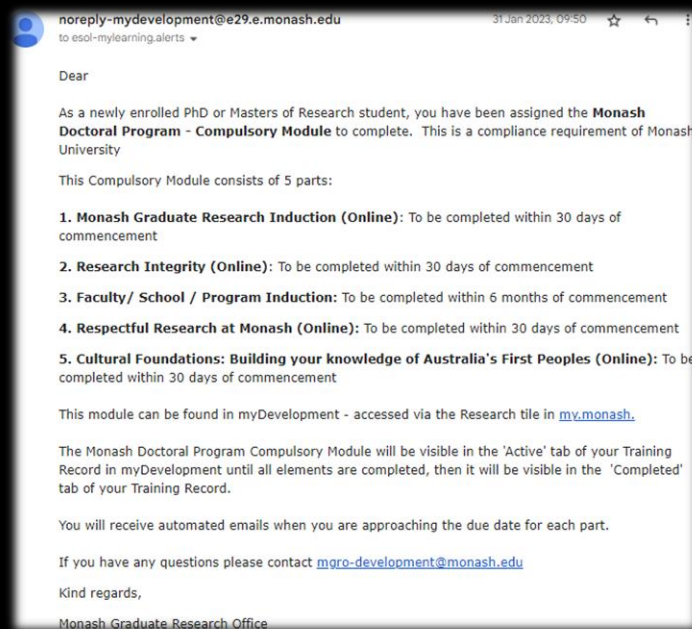 noreply-mydevelopment@e29.e.monash.edu
31 Jan 2023, 09:50
to esol-mylearning.alerts
Dear
As a newly enrolled PhD or Masters of Research student, you have been assigned the Monash
Doctoral Program - Compulsory Module to complete. This is a compliance requirement of Monash
University
This Compulsory Module consists of 5 parts:
1. Monash Graduate Research Induction (Online): To be completed within 30 days of
commencement
2. Research Integrity (Online): To be completed within 30 days of commencement
3. Faculty/ School / Program Induction: To be completed within 6 months of commencement
4. Respectful Research at Monash (Online): To be completed within 30 days of commencement
5. Cultural Foundations: Building your knowledge of Australia's First Peoples (Online): To be
completed within 30 days of commencement
This module can be found in myDevelopment - accessed via the Research tile in my.monash.
The Monash Doctoral Program Compulsory Module will be visible in the 'Active' tab of your Training
Record in myDevelopment until all elements are completed, then it will be visible in the 'Completed'
tab of your Training Record.
You will receive automated emails when you are approaching the due date for each part.
If you have any questions please contact mgro-development@monash.edu
Kind regards,
Monash Graduate Research Office